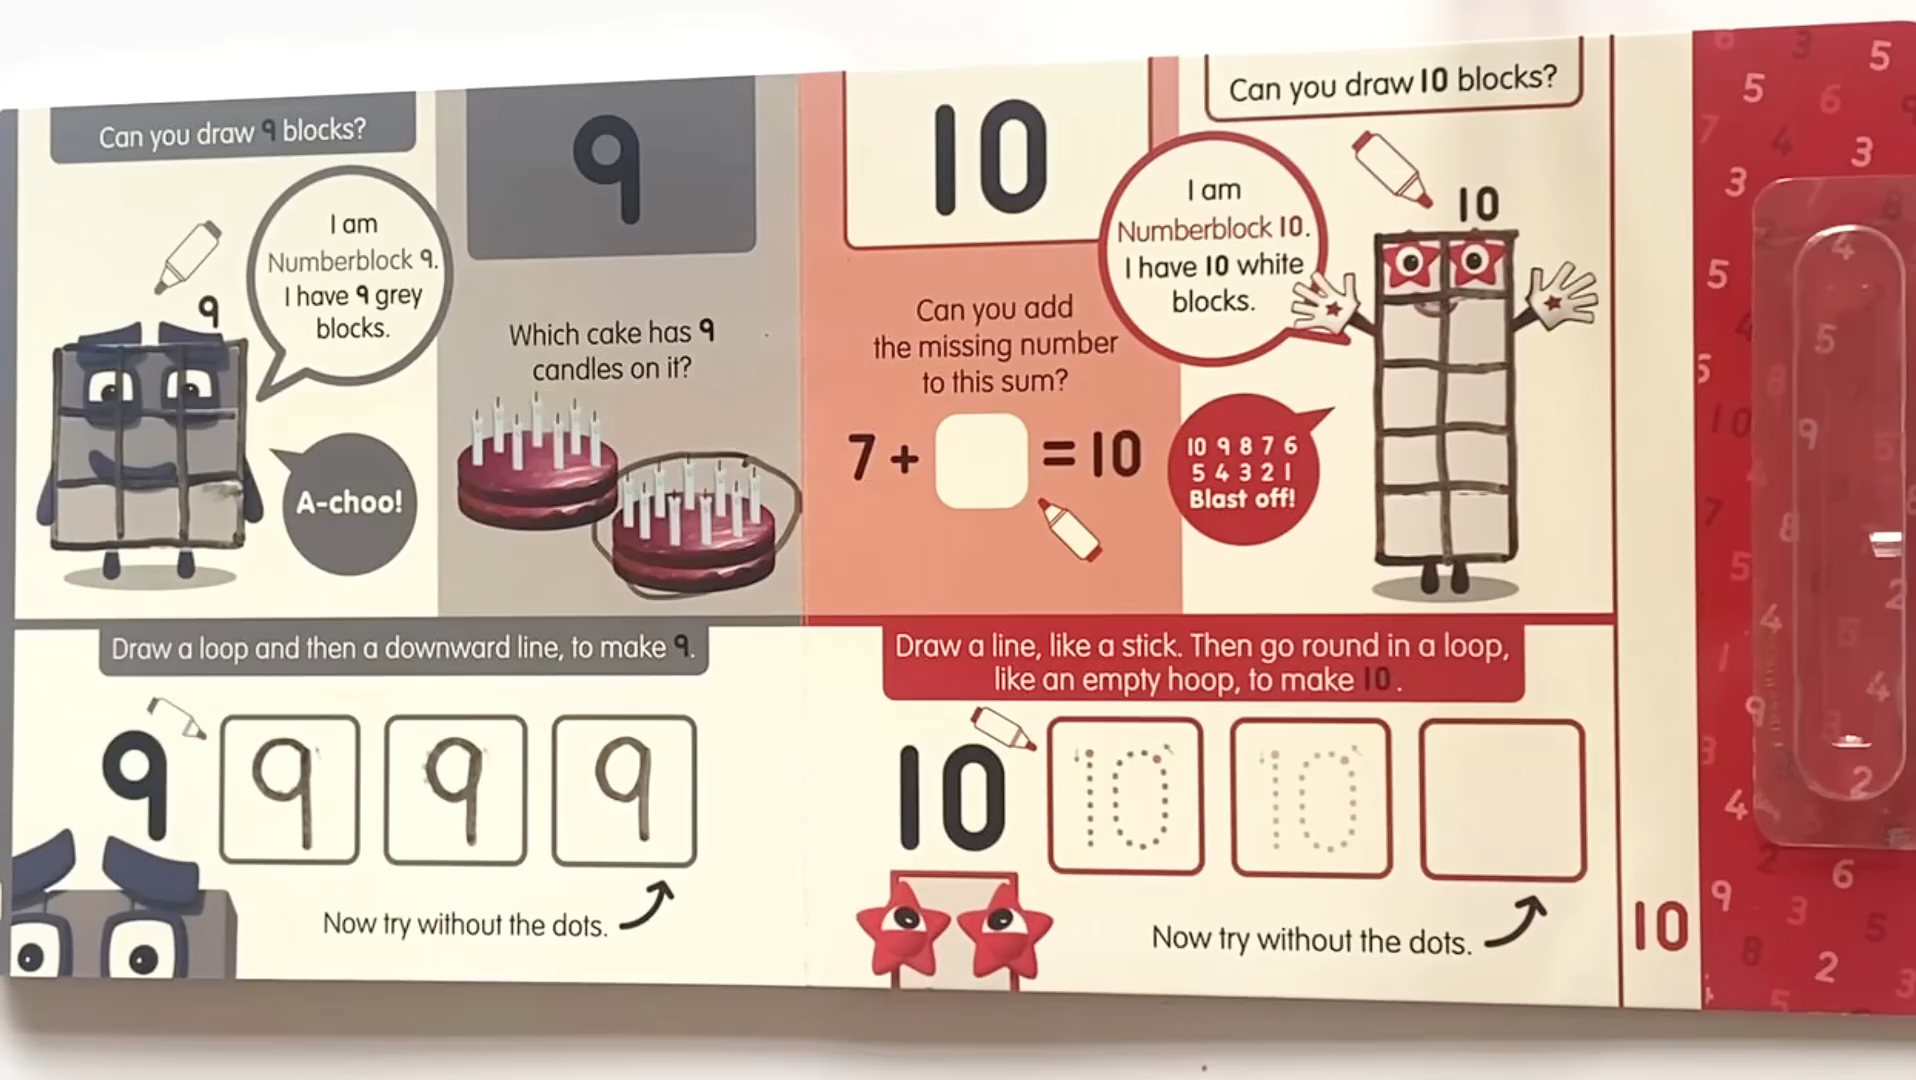 Can you draw 9 blocks?
I am
Numberblock 9.
I have 9 grey
blocks.
9
A-choo!
9
Which cake has 9
candles on it?
Draw a loop and then a downward line, to make 9.
9 9 9 9
Now try without the dots.
10
Can you add
the missing number
to this sum?
7 + = 10
Can you draw 10 blocks?
I am
Numberblock 10.
I have 10 white
blocks.
10
10 9 8 7 6
5 4 3 2 1
Blast off!
Draw a line, like a stick. Then go round in a loop,
like an empty hoop, to make 10.
10 10 10
Now try without the dots.
10